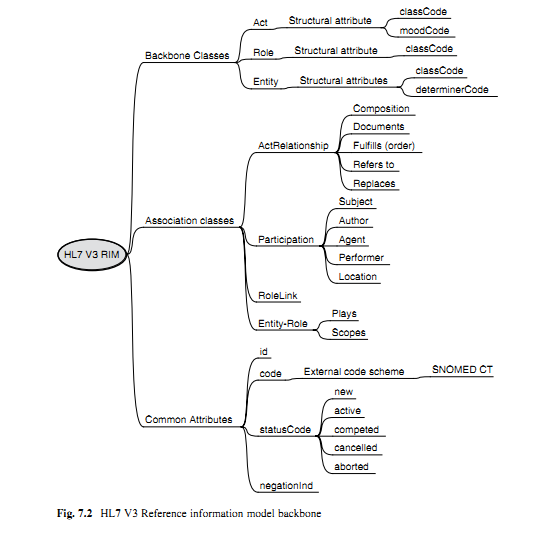 HL7 V3 RIM
Backbone Classes
Act
Structural attribute
classCode
moodCode
Role
Structural attribute
classCode
Entity
Structural attributes
classCode
determinerCode
Association classes
ActRelationship
Composition
Documents
Fulfills (order)
Refers to
Replaces
Participation
Subject
Author
Agent
Performer
Location
RoleLink
Entity-Role
Plays
Scopes
Common Attributes
id
code
External code scheme
SNOMED CT
statusCode
new
active
competed
cancelled
aborted
negationInd
Fig. 7.2 HL7 V3 Reference information model backbone